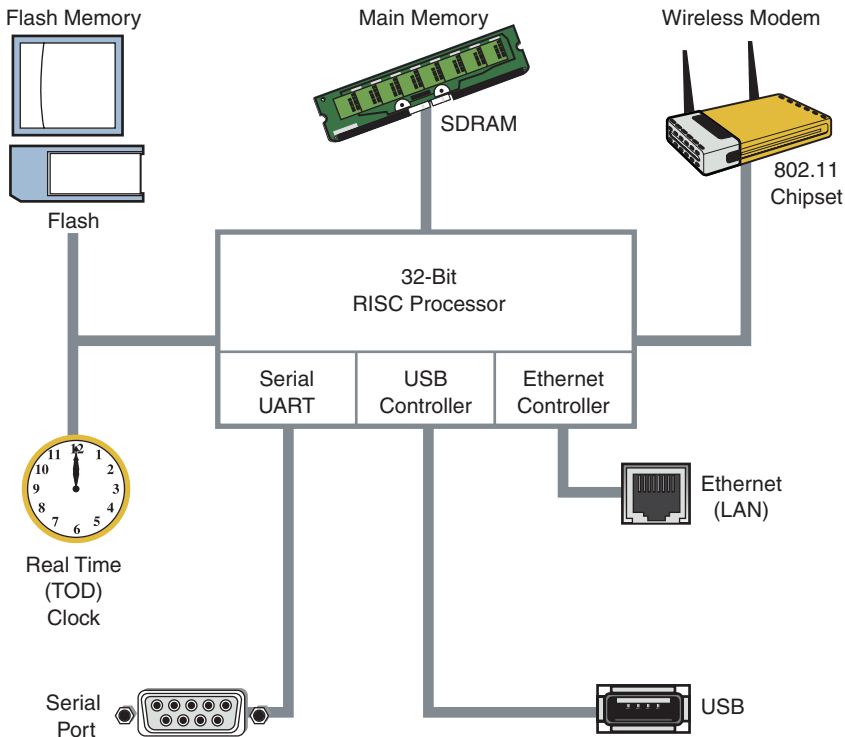 Flash Memory
Main Memory
Wireless Modem
SDRAM
802.11
Chipset
Flash
32-Bit
RISC Processor
Serial
UART
USB
Controller
Ethernet
Controller
12
1
2
3
4
5
6
7
8
9
10
11
Ethernet
(LAN)
Real Time
(TOD)
Clock
Serial
Port
USB